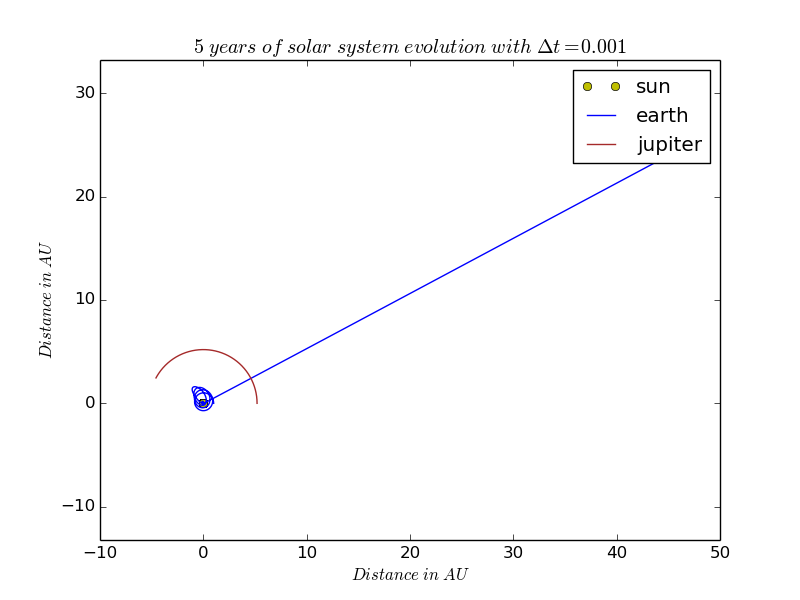 5 years of solar system evolution with Δt=0.001
sun
earth
jupiter
30
20
10
0
−10
Distance in AU
−10 0 10 20 30 40 50
Distance in AU